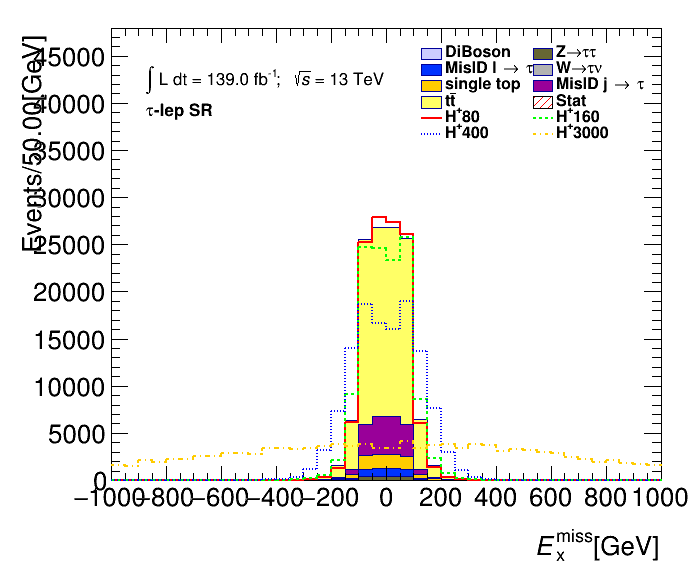 Events/50.00[GeV]
45000
40000
35000
30000
25000
20000
15000
10000
5000
0
∫ L dt = 139.0 fb⁻¹; √s = 13 TeV
τ-lep SR
DiBoson Z→ττ
MisID l → τ W→τν
single top MisID j → τ
tt̄ Stat
H⁺80 H⁺160
H⁺400 H⁺3000
−1000 −800 −600 −400 −200 0 200 400 600 800 1000
E_x^miss[GeV]